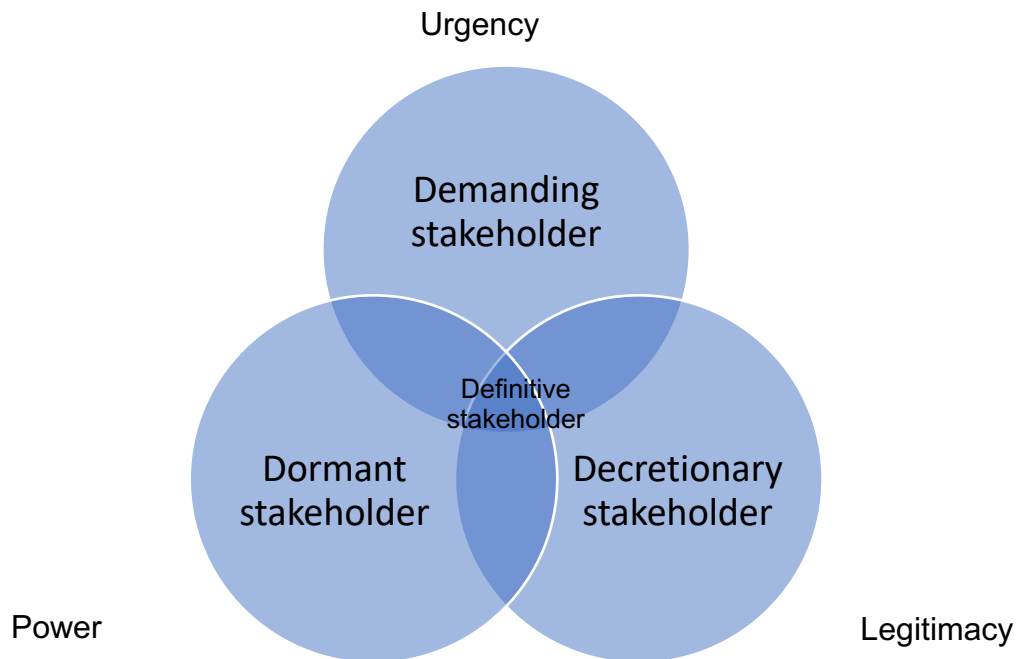 Urgency
Demanding
stakeholder
Definitive
stakeholder
Dormant
stakeholder
Decretionary
stakeholder
Power
Legitimacy